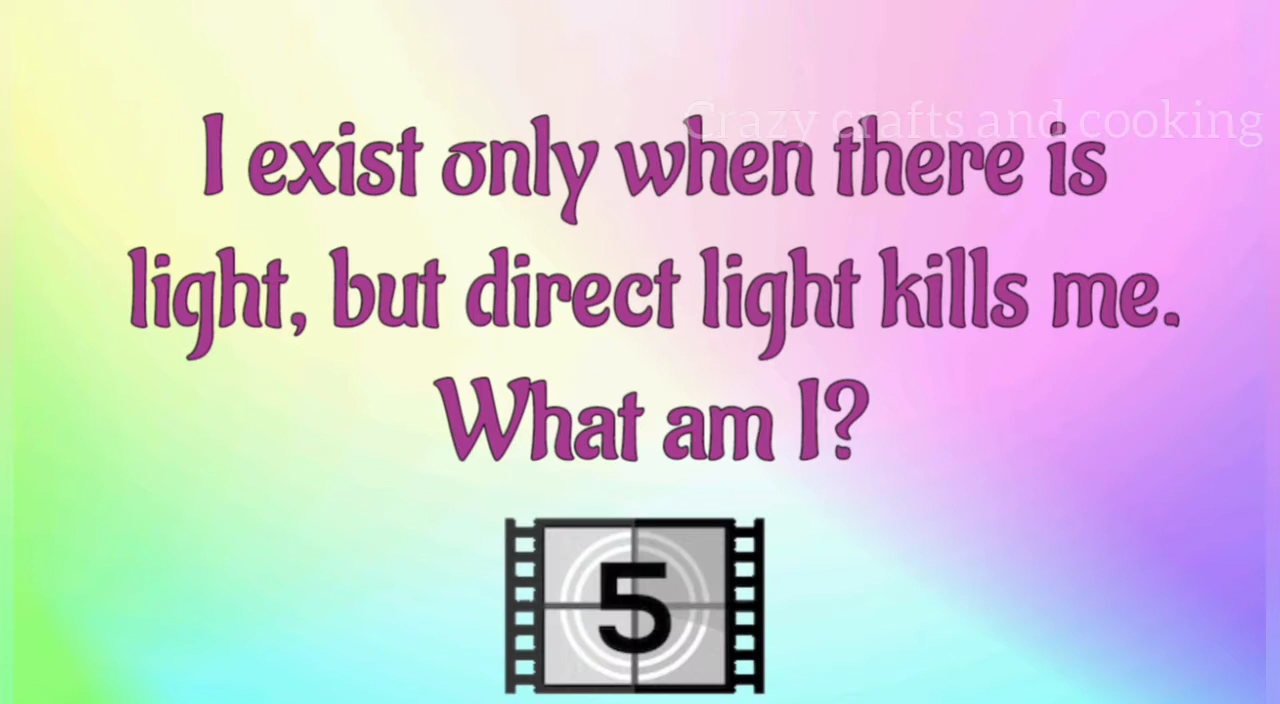 Crazy crafts and cooking
I exist only when there is
light, but direct light kills me.
What am I?
5